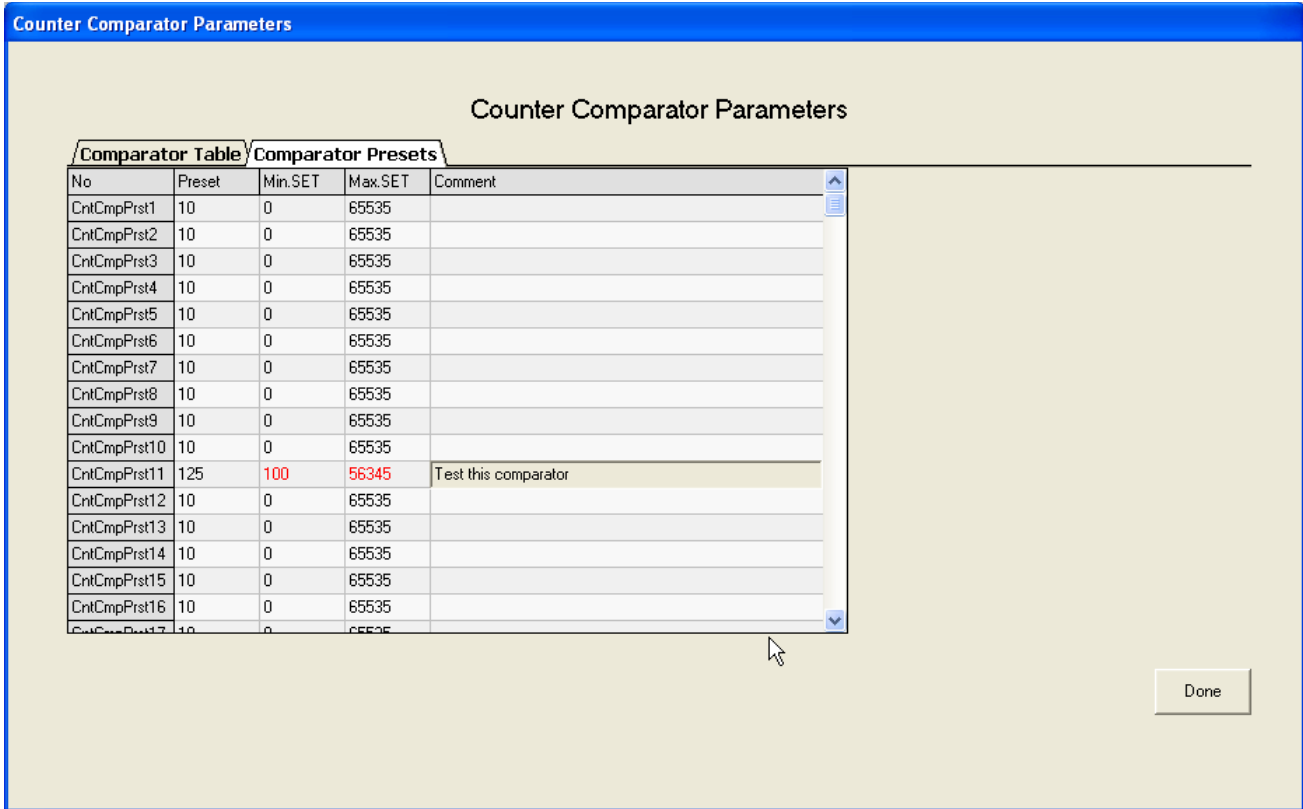 Counter Comparator Parameters
Counter Comparator Parameters
Comparator Table Comparator Presets
No Preset Min.SET Max.SET Comment
CntCmpPrst1 10 0 65535
CntCmpPrst2 10 0 65535
CntCmpPrst3 10 0 65535
CntCmpPrst4 10 0 65535
CntCmpPrst5 10 0 65535
CntCmpPrst6 10 0 65535
CntCmpPrst7 10 0 65535
CntCmpPrst8 10 0 65535
CntCmpPrst9 10 0 65535
CntCmpPrst10 10 0 65535
CntCmpPrst11 125 100 56345 Test this comparator
CntCmpPrst12 10 0 65535
CntCmpPrst13 10 0 65535
CntCmpPrst14 10 0 65535
CntCmpPrst15 10 0 65535
CntCmpPrst16 10 0 65535
CntCmpPrst17 10 0 65535
Done